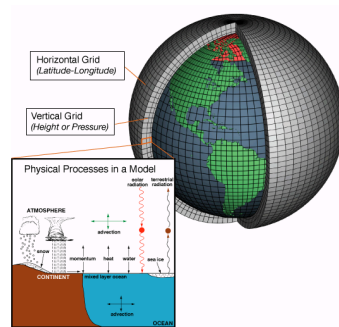 Horizontal Grid
(Latitude-Longitude)
Vertical Grid
(Height or Pressure)
Physical Processes in a Model
solar
radiation
terrestrial
radiation
ATMOSPHERE
advection
snow
momentum
heat
water
sea ice
CONTINENT
mixed layer ocean
advection
OCEAN